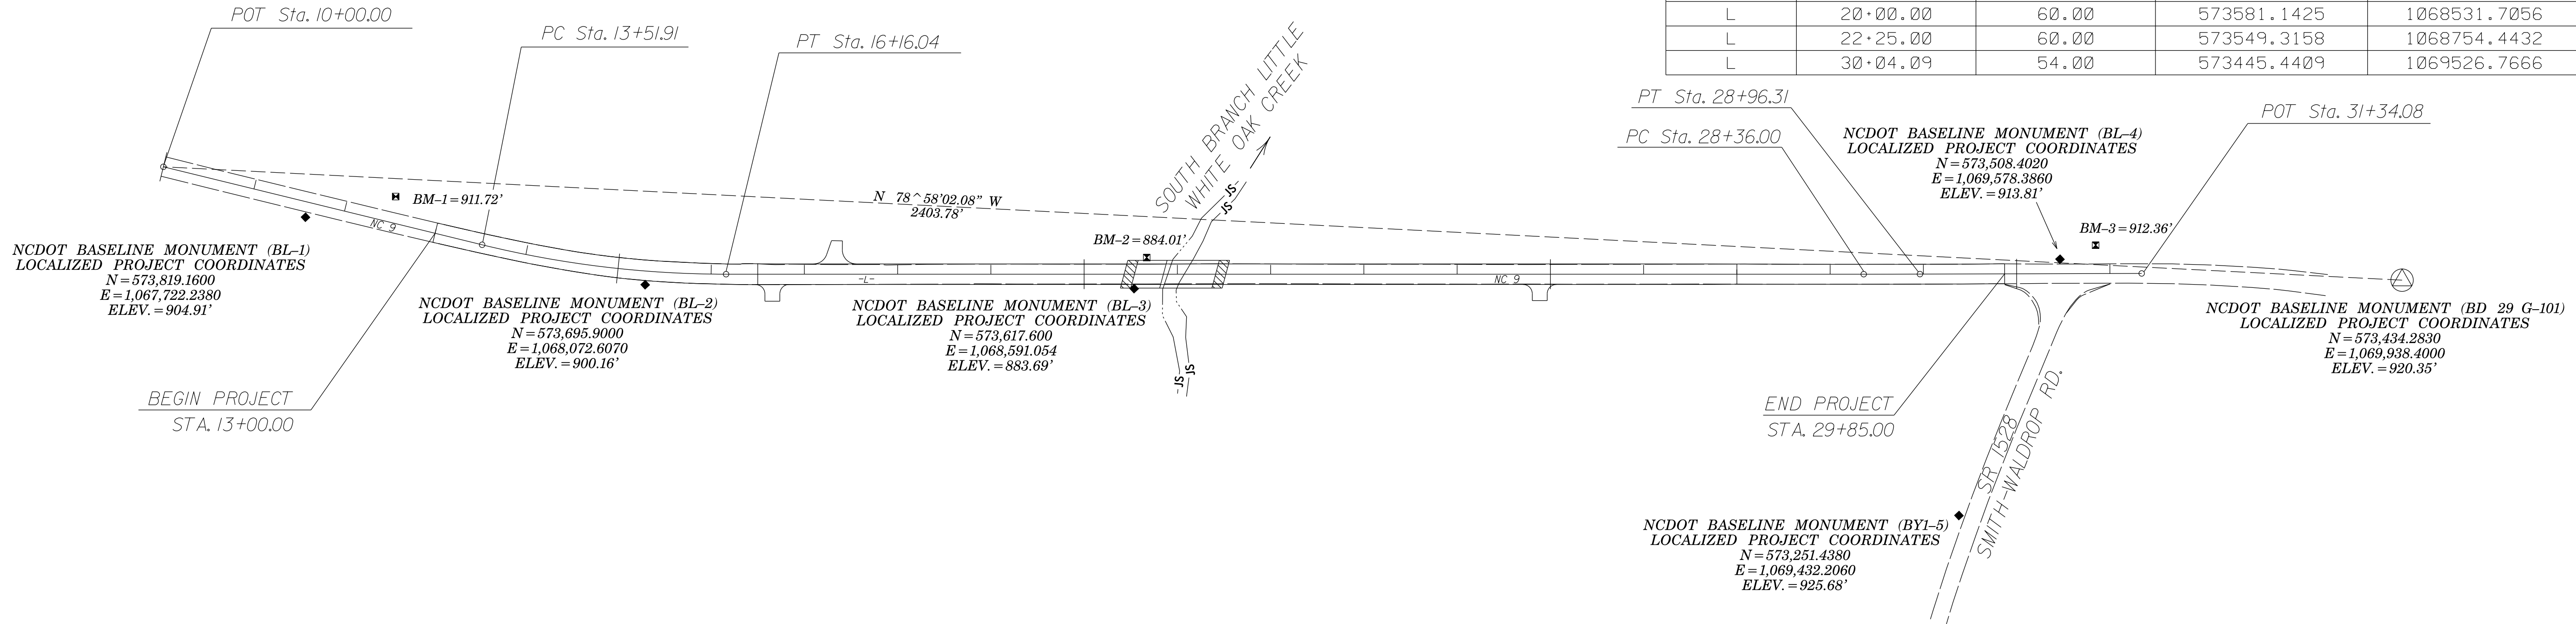 POT Sta. 10+00.00
PC Sta. 13+51.91
PT Sta. 16+16.04
SOUTH BRANCH LITTLE
WHITE OAK CREEK
L 20+00.00 60.00 573581.1425 1068531.7056
L 22+25.00 60.00 573549.3158 1068754.4432
L 30+04.09 54.00 573445.4409 1069526.7666
PT Sta. 28+96.31
PC Sta. 28+36.00
POT Sta. 31+34.08
NCDOT BASELINE MONUMENT (BL-4)
LOCALIZED PROJECT COORDINATES
N=573,508.4020
E=1,069,578.3860
ELEV.=913.81'
BM-1=911.72'
N 78^58'02.08" W
2403.78'
JS
JS
BM-2=884.01'
BM-3=912.36'
NC 9
-L-
NC 9
NCDOT BASELINE MONUMENT (BL-1)
LOCALIZED PROJECT COORDINATES
N=573,819.1600
E=1,067,722.2380
ELEV.=904.91'
NCDOT BASELINE MONUMENT (BL-2)
LOCALIZED PROJECT COORDINATES
N=573,695.9000
E=1,068,072.6070
ELEV.=900.16'
NCDOT BASELINE MONUMENT (BL-3)
LOCALIZED PROJECT COORDINATES
N=573,617.600
E=1,068,591.054
ELEV.=883.69'
JS
JS
NCDOT BASELINE MONUMENT (BD 29 G-101)
LOCALIZED PROJECT COORDINATES
N=573,434.2830
E=1,069,938.4000
ELEV.=920.35'
BEGIN PROJECT
STA. 13+00.00
END PROJECT
STA. 29+85.00
SR 1528
SMITH-WALDROP RD.
NCDOT BASELINE MONUMENT (BY1-5)
LOCALIZED PROJECT COORDINATES
N=573,251.4380
E=1,069,432.2060
ELEV.=925.68'